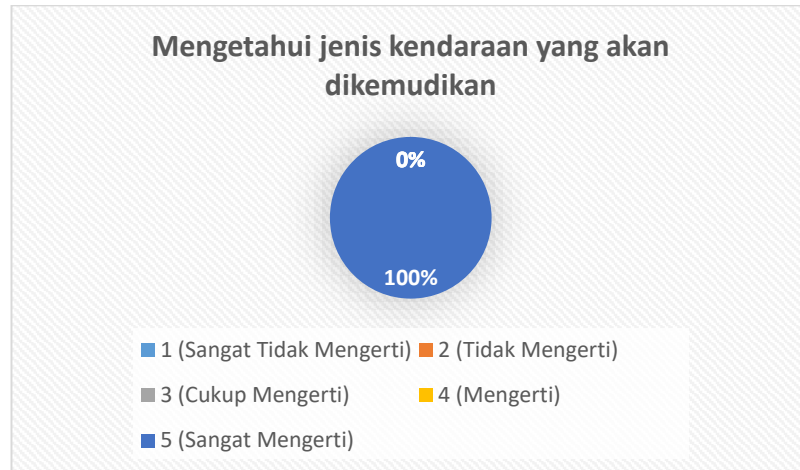 Mengetahui jenis kendaraan yang akan
dikemudikan
0%
100%
1 (Sangat Tidak Mengerti) 2 (Tidak Mengerti)
3 (Cukup Mengerti) 4 (Mengerti)
5 (Sangat Mengerti)